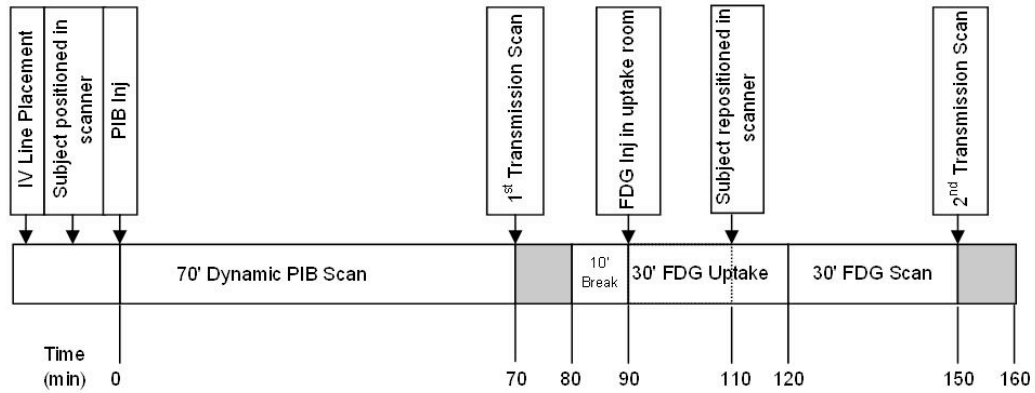 IV Line Placement
Subject positioned in
scanner
PIB Inj
1st Transmission Scan
FDG Inj in uptake room
Subject repositioned in
scanner
2nd Transmission Scan
70' Dynamic PIB Scan
10'
Break
30' FDG Uptake
30' FDG Scan
Time
(min)
0
70
80
90
110
120
150
160